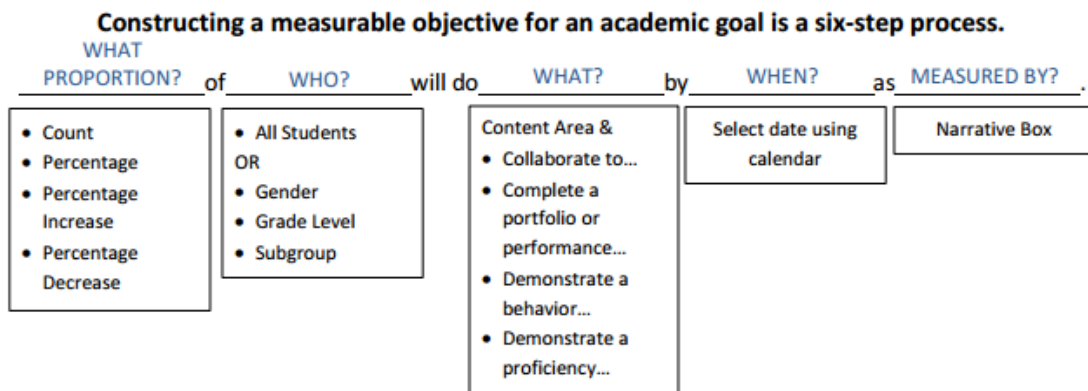 Constructing a measurable objective for an academic goal is a six-step process.
WHAT
PROPORTION? of WHO? will do WHAT? by WHEN? as MEASURED BY? .
• Count
• Percentage
• Percentage
Increase
• Percentage
Decrease
• All Students
OR
• Gender
• Grade Level
• Subgroup
Content Area &
• Collaborate to...
• Complete a
portfolio or
performance...
• Demonstrate a
behavior...
• Demonstrate a
proficiency...
Select date using
calendar
Narrative Box